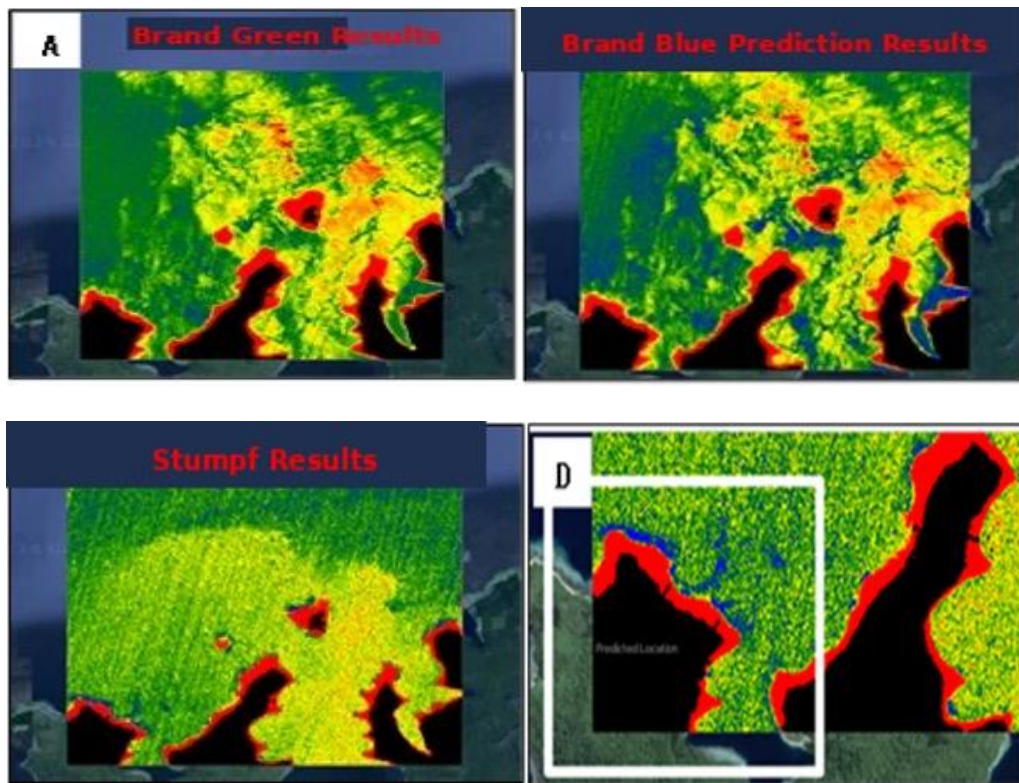 A
Brand Green Results
Brand Blue Prediction Results
Stumpf Results
D
Predicted Location